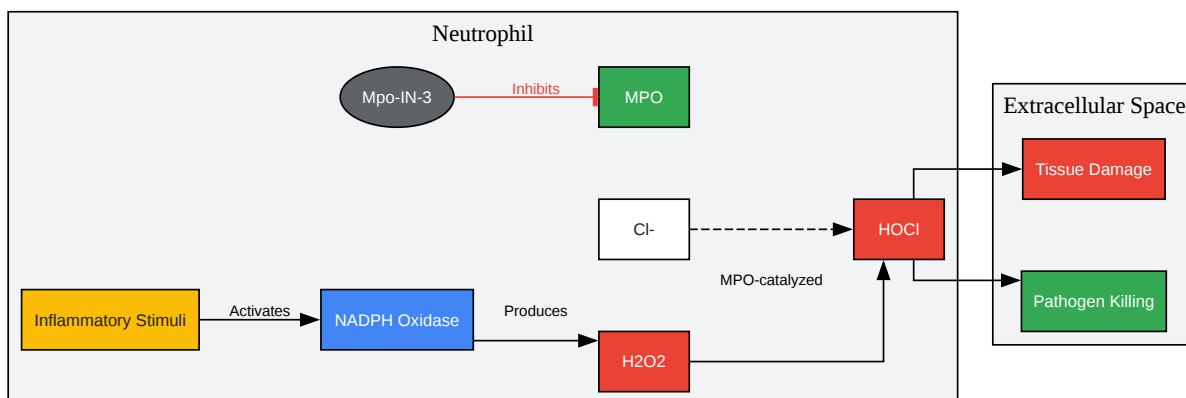 Neutrophil
Mpo-IN-3
Inhibits
MPO
Extracellular Space
Tissue Damage
Cl-
HOCl
MPO-catalyzed
Inflammatory Stimuli
Activates
NADPH Oxidase
Produces
H2O2
Pathogen Killing